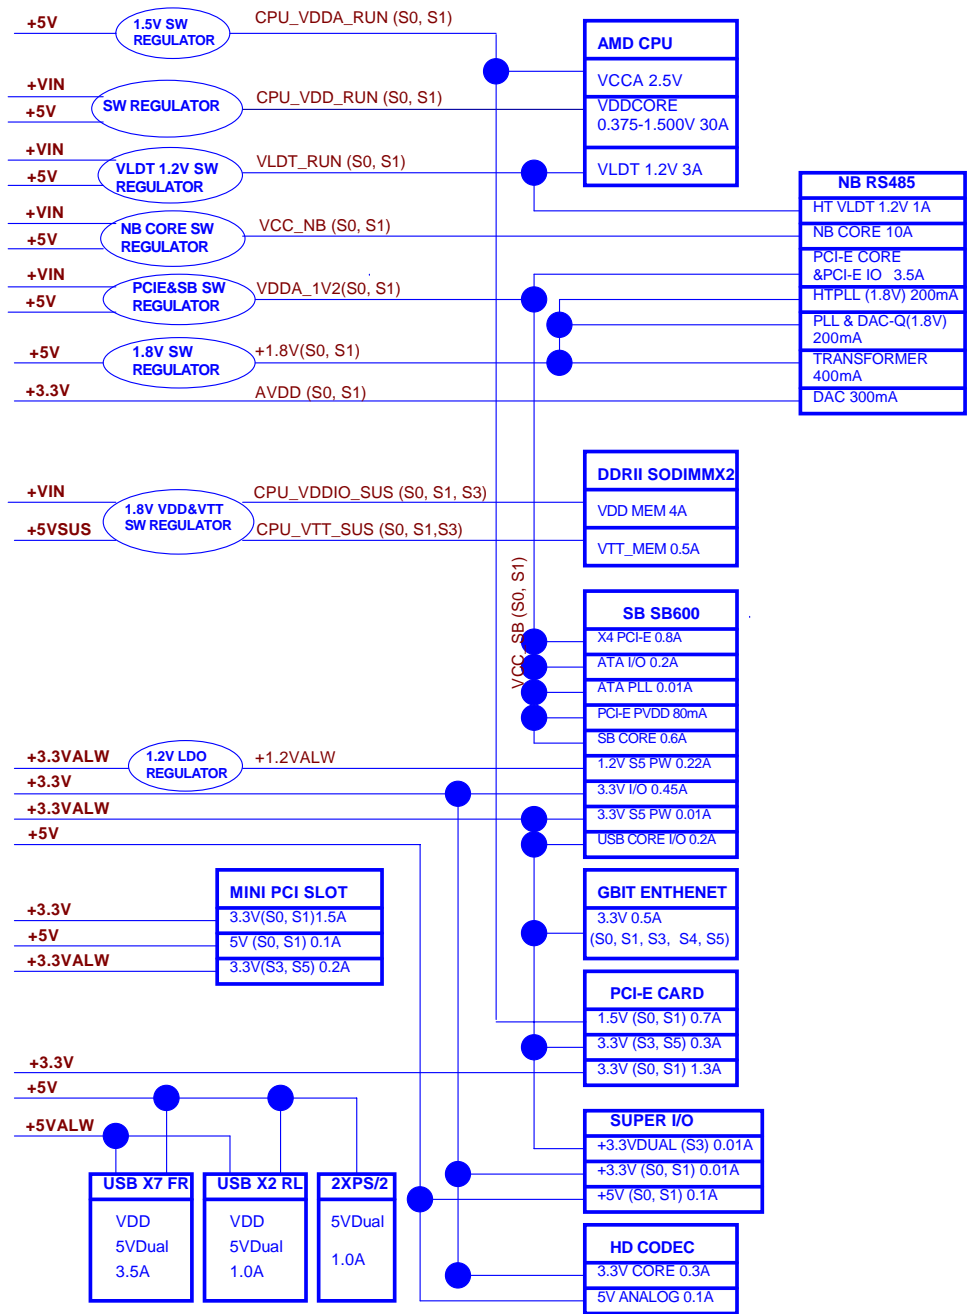 +5V
1.5V SW
REGULATOR
CPU_VDDA_RUN (S0, S1)
AMD CPU
VCCA 2.5V
VDDCORE
0.375-1.500V 30A
VLDT 1.2V 3A
+VIN
+5V
SW REGULATOR
CPU_VDD_RUN (S0, S1)
+VIN
+5V
VLDT 1.2V SW
REGULATOR
VLDT_RUN (S0, S1)
NB RS485
HT VLDT 1.2V 1A
NB CORE 10A
PCI-E CORE
&PCI-E IO 3.5A
HTPLL (1.8V) 200mA
PLL & DAC-Q(1.8V)
200mA
TRANSFORMER
400mA
DAC 300mA
+VIN
+5V
NB CORE SW
REGULATOR
VCC_NB (S0, S1)
+VIN
+5V
PCIE&SB SW
REGULATOR
VDDA_1V2(S0, S1)
+5V
1.8V SW
REGULATOR
+1.8V(S0, S1)
+3.3V
AVDD (S0, S1)
+VIN
+5VSUS
1.8V VDD&VTT
SW REGULATOR
CPU_VDDIO_SUS (S0, S1, S3)
CPU_VTT_SUS (S0, S1,S3)
DDRII SODIMMX2
VDD MEM 4A
VTT_MEM 0.5A
VCC_SB (S0, S1)
SB SB600
X4 PCI-E 0.8A
ATA I/O 0.2A
ATA PLL 0.01A
PCI-E PVDD 80mA
SB CORE 0.6A
1.2V S5 PW 0.22A
3.3V I/O 0.45A
3.3V S5 PW 0.01A
USB CORE I/O 0.2A
+3.3VALW
1.2V LDO
REGULATOR
+1.2VALW
+3.3V
+3.3VALW
+5V
MINI PCI SLOT
3.3V(S0, S1)1.5A
5V (S0, S1) 0.1A
3.3V(S3, S5) 0.2A
+3.3V
+5V
+3.3VALW
GBIT ENTHENET
3.3V 0.5A
(S0, S1, S3, S4, S5)
PCI-E CARD
1.5V (S0, S1) 0.7A
3.3V (S3, S5) 0.3A
3.3V (S0, S1) 1.3A
+3.3V
+5V
+5VALW
SUPER I/O
+3.3VDUAL (S3) 0.01A
+3.3V (S0, S1) 0.01A
+5V (S0, S1) 0.1A
USB X7 FR
VDD
5VDual
3.5A
USB X2 RL
VDD
5VDual
1.0A
2XPS/2
5VDual
1.0A
HD CODEC
3.3V CORE 0.3A
5V ANALOG 0.1A